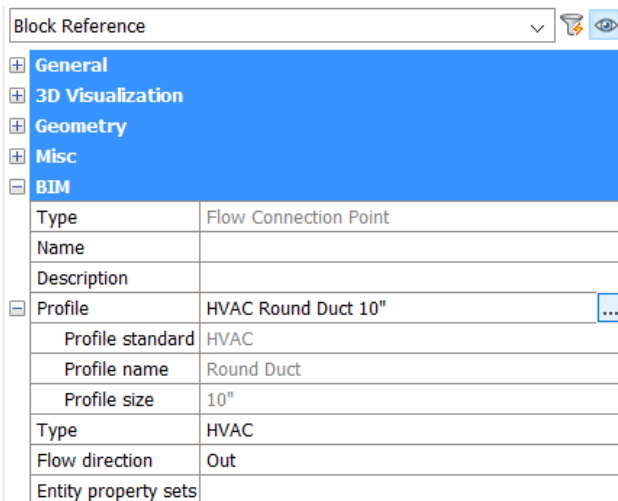 Block Reference
General
3D Visualization
Geometry
Misc
BIM
Type Flow Connection Point
Name
Description
Profile HVAC Round Duct 10"
Profile standard HVAC
Profile name Round Duct
Profile size 10"
Type HVAC
Flow direction Out
Entity property sets